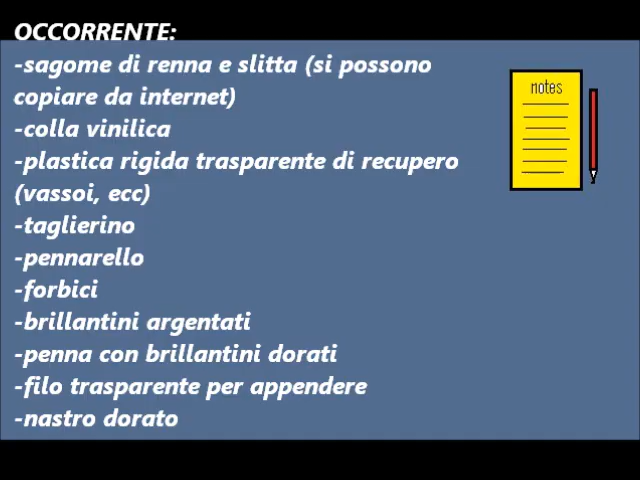 OCCORRENTE:
-sagome di renna e slitta (si possono
copiare da internet)
-colla vinilica
-plastica rigida trasparente di recupero
(vassoi, ecc)
-taglierino
-pennarello
-forbici
-brillantini argentati
-penna con brillantini dorati
-filo trasparente per appendere
-nastro dorato
notes